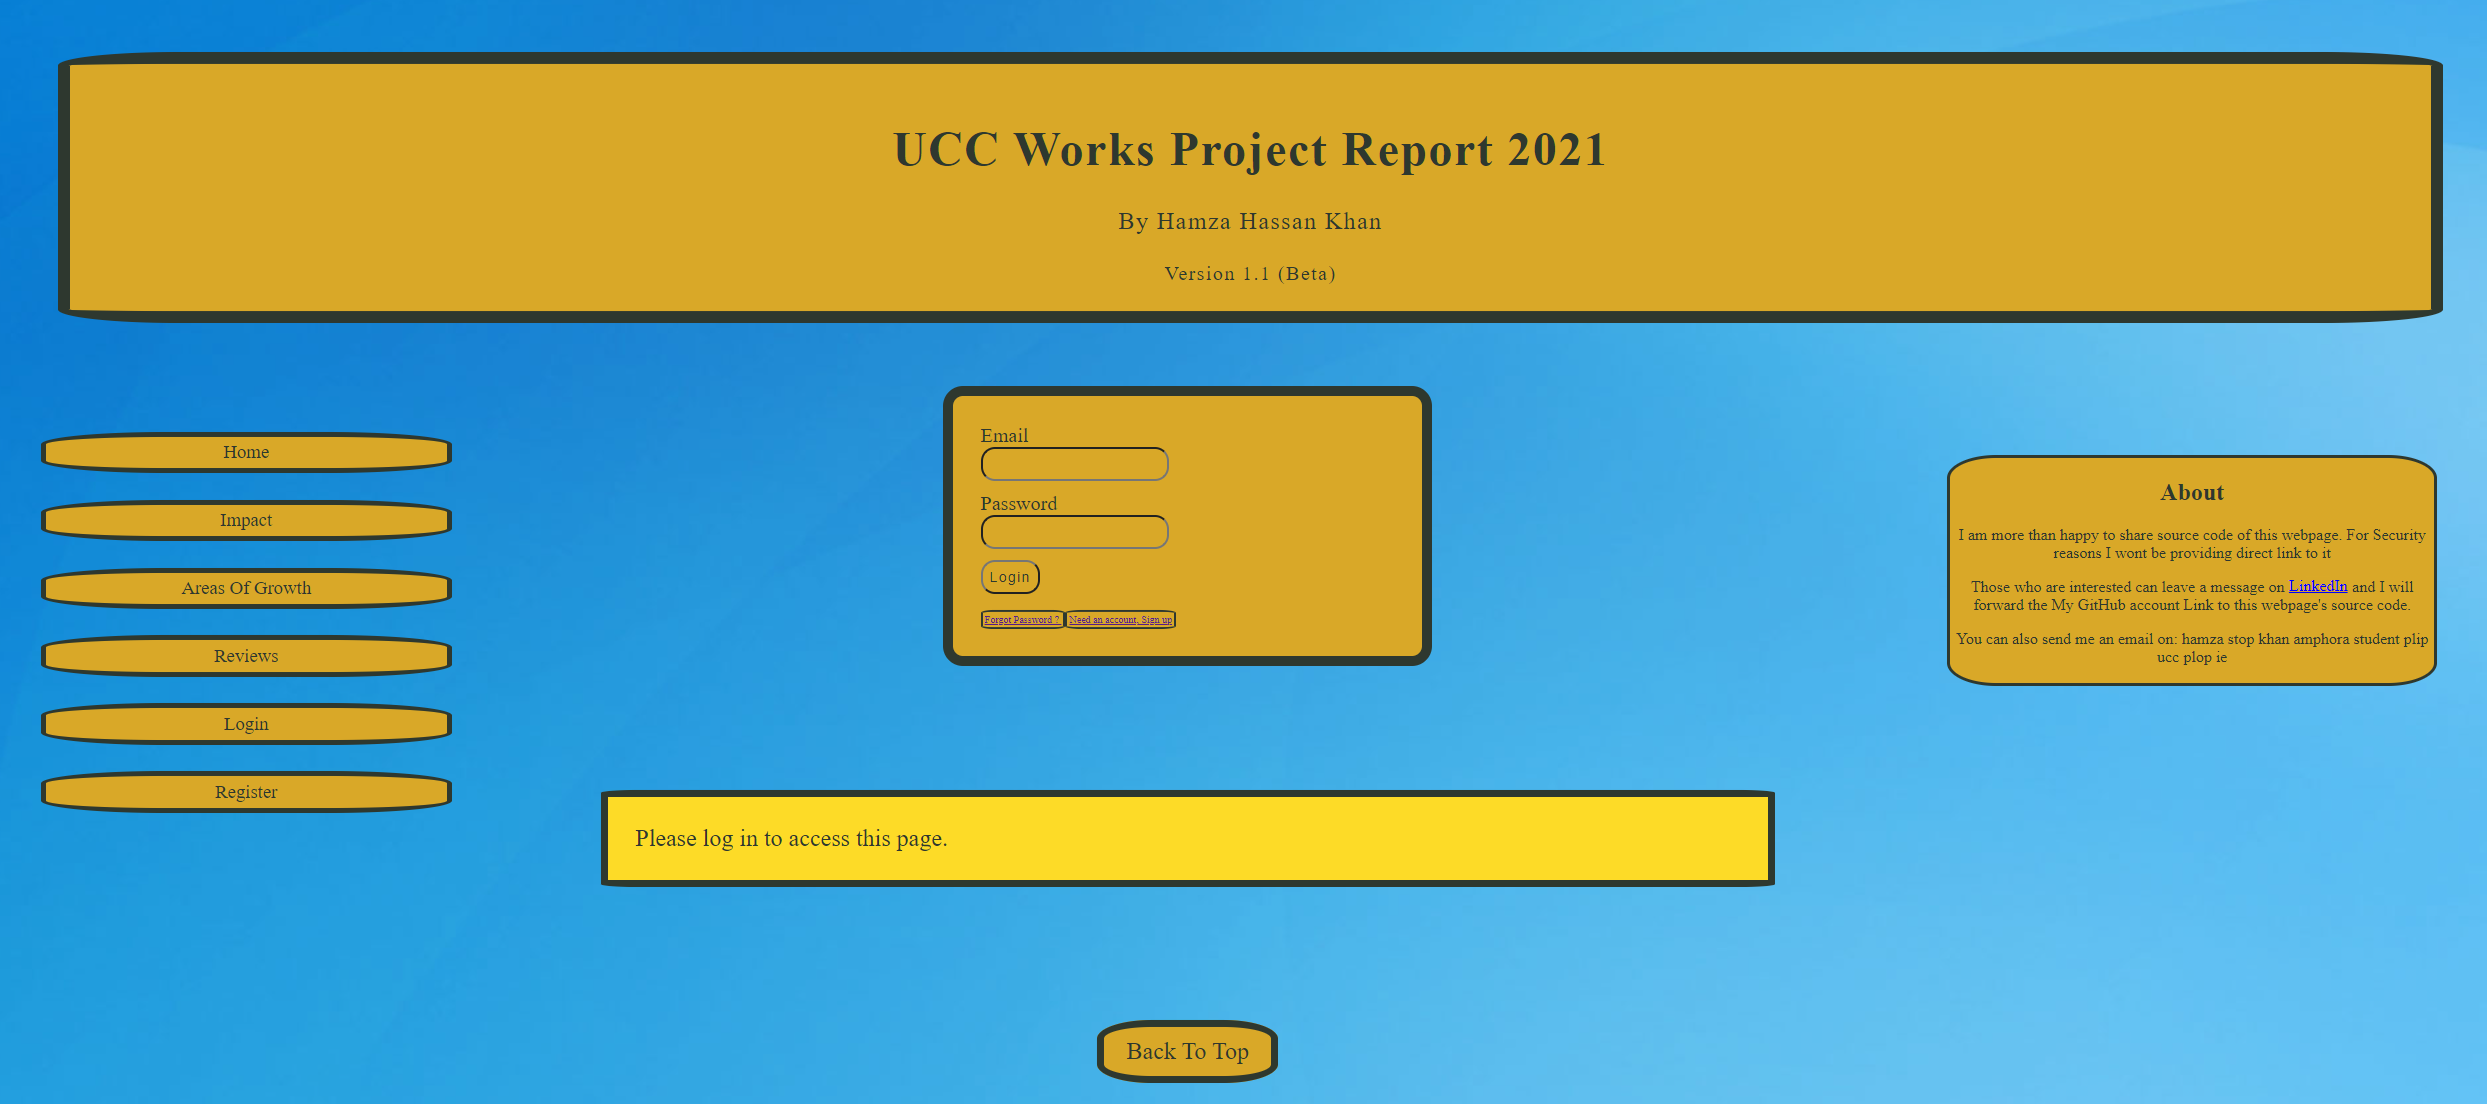 UCC Works Project Report 2021
By Hamza Hassan Khan
Version 1.1 (Beta)
Home
Impact
Areas Of Growth
Reviews
Login
Register
Email
Password
Login
Forgot Password ? Need an account, Sign up
Please log in to access this page.
About
I am more than happy to share source code of this webpage. For Security
reasons I wont be providing direct link to it
Those who are interested can leave a message on LinkedIn and I will
forward the My GitHub account Link to this webpage's source code.
You can also send me an email on: hamza stop khan amphora student plip
ucc plop ie
Back To Top